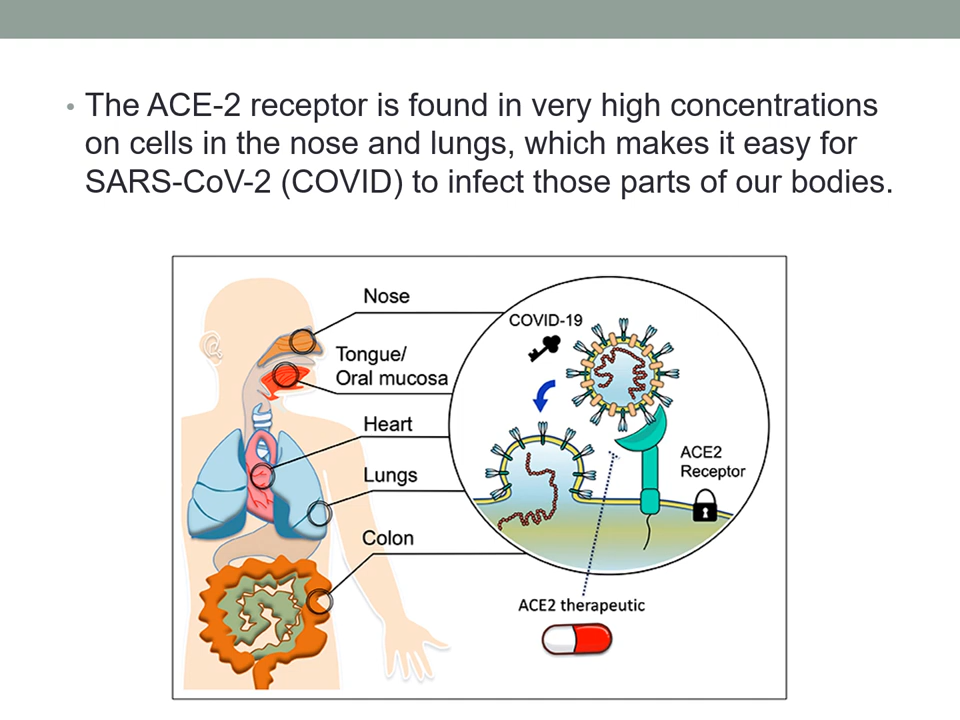 • The ACE-2 receptor is found in very high concentrations
on cells in the nose and lungs, which makes it easy for
SARS-CoV-2 (COVID) to infect those parts of our bodies.
Nose
Tongue/
Oral mucosa
Heart
Lungs
Colon
COVID-19
ACE2
Receptor
ACE2 therapeutic